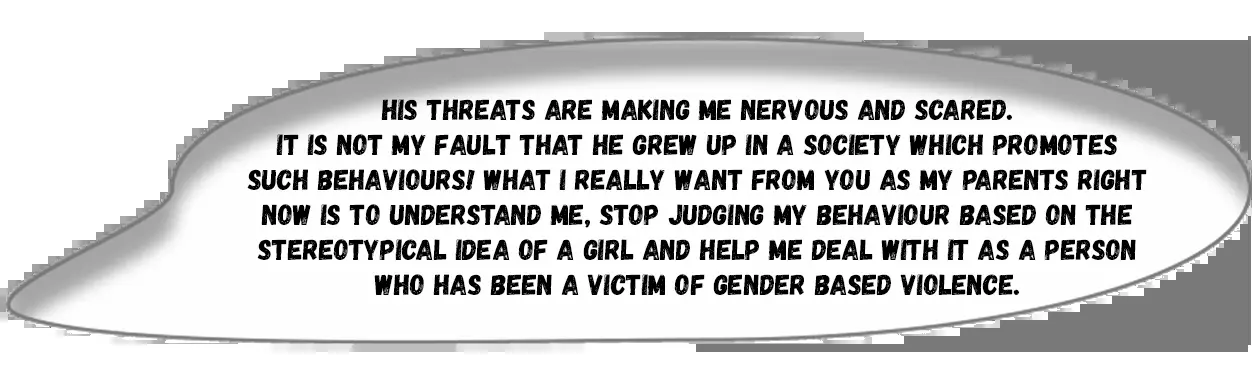 HIS THREATS ARE MAKING ME NERVOUS AND SCARED.
IT IS NOT MY FAULT THAT HE GREW UP IN A SOCIETY WHICH PROMOTES
SUCH BEHAVIOURS! WHAT I REALLY WANT FROM YOU AS MY PARENTS RIGHT
NOW IS TO UNDERSTAND ME, STOP JUDGING MY BEHAVIOUR BASED ON THE
STEREOTYPICAL IDEA OF A GIRL AND HELP ME DEAL WITH IT AS A PERSON
WHO HAS BEEN A VICTIM OF GENDER BASED VIOLENCE.